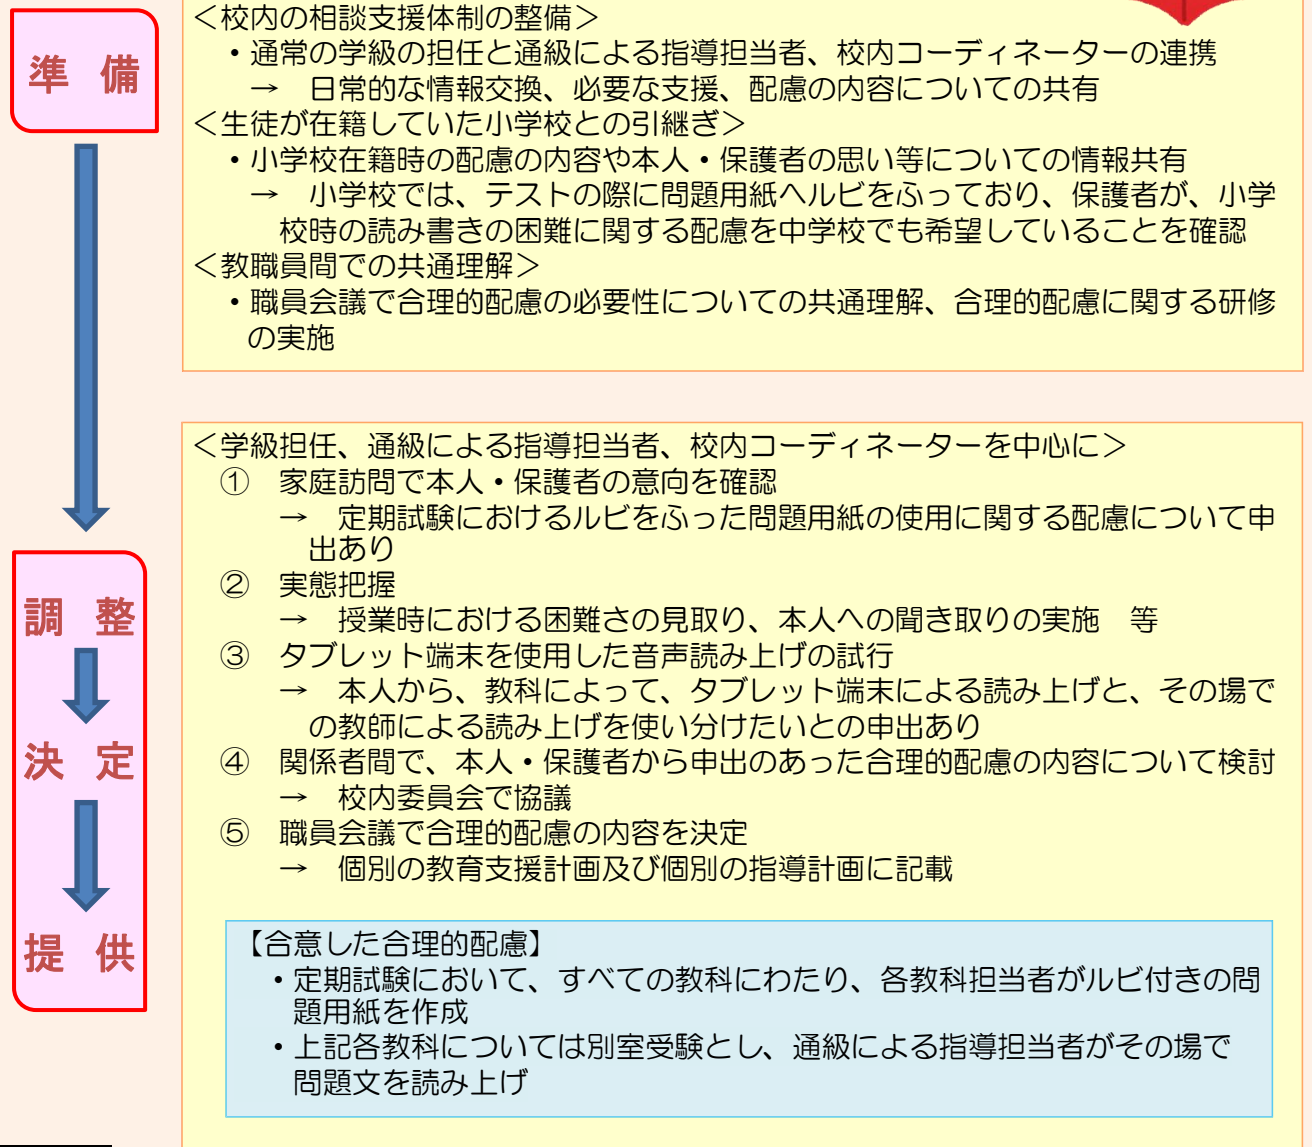 準 備
＜校内の相談支援体制の整備＞
・通常の学級の担任と通級による指導担当者、校内コーディネーターの連携
→ 日常的な情報交換、必要な支援、配慮の内容についての共有
＜生徒が在籍していた小学校との引継ぎ＞
・小学校在籍時の配慮の内容や本人・保護者の思い等についての情報共有
→ 小学校では、テストの際に問題用紙へルビをふっており、保護者が、小学
校時の読み書きの困難に関する配慮を中学校でも希望していることを確認
＜教職員間での共通理解＞
・職員会議で合理的配慮の必要性についての共通理解、合理的配慮に関する研修
の実施
調 整
決 定
提 供
＜学級担任、通級による指導担当者、校内コーディネーターを中心に＞
① 家庭訪問で本人・保護者の意向を確認
→ 定期試験におけるルビをふった問題用紙の使用に関する配慮について申
出あり
② 実態把握
→ 授業時における困難さの見取り、本人への聞き取りの実施 等
③ タブレット端末を使用した音声読み上げの試行
→ 本人から、教科によって、タブレット端末による読み上げと、その場で
の教師による読み上げを使い分けたいとの申出あり
④ 関係者間で、本人・保護者から申出のあった合理的配慮の内容について検討
→ 校内委員会で協議
⑤ 職員会議で合理的配慮の内容を決定
→ 個別の教育支援計画及び個別の指導計画に記載
【合意した合理的配慮】
・定期試験において、すべての教科にわたり、各教科担当者がルビ付きの問
題用紙を作成
・上記各教科については別室受験とし、通級による指導担当者がその場で
問題文を読み上げ